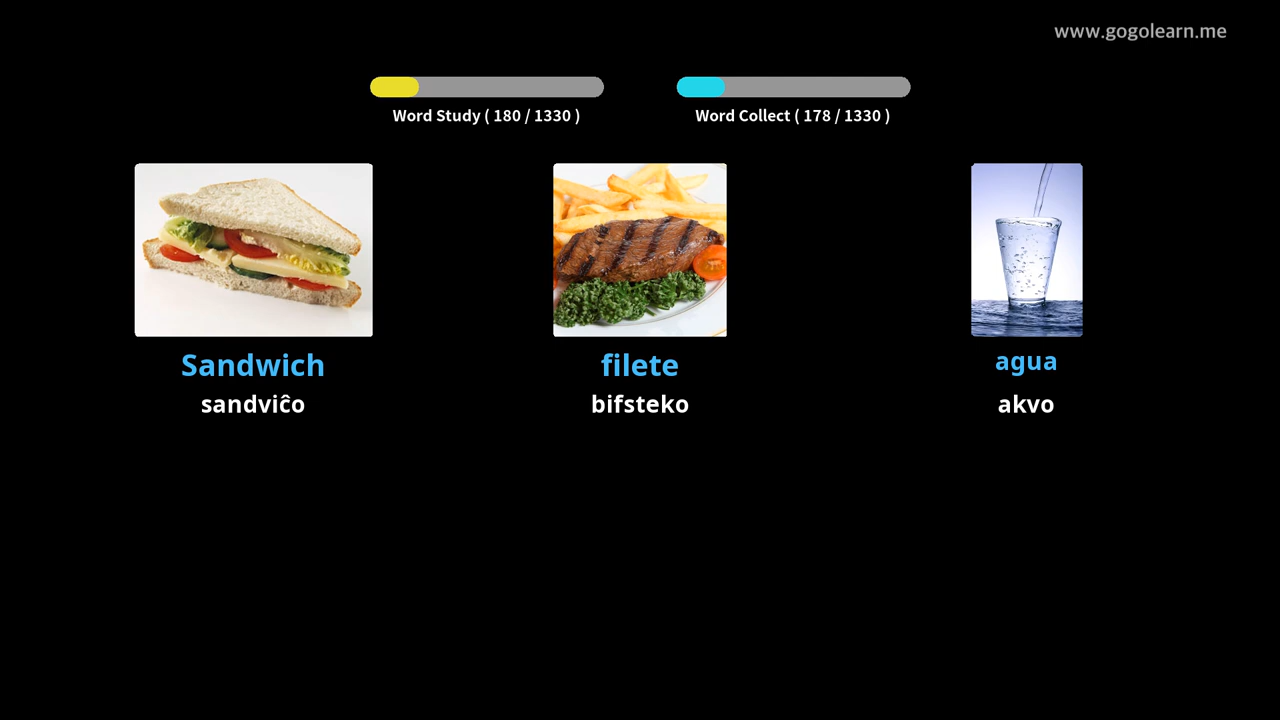 www.gogolearn.me
Word Study ( 180 / 1330 )
Word Collect ( 178 / 1330 )
Sandwich
filete
agua
sandviĉo
bifsteko
akvo